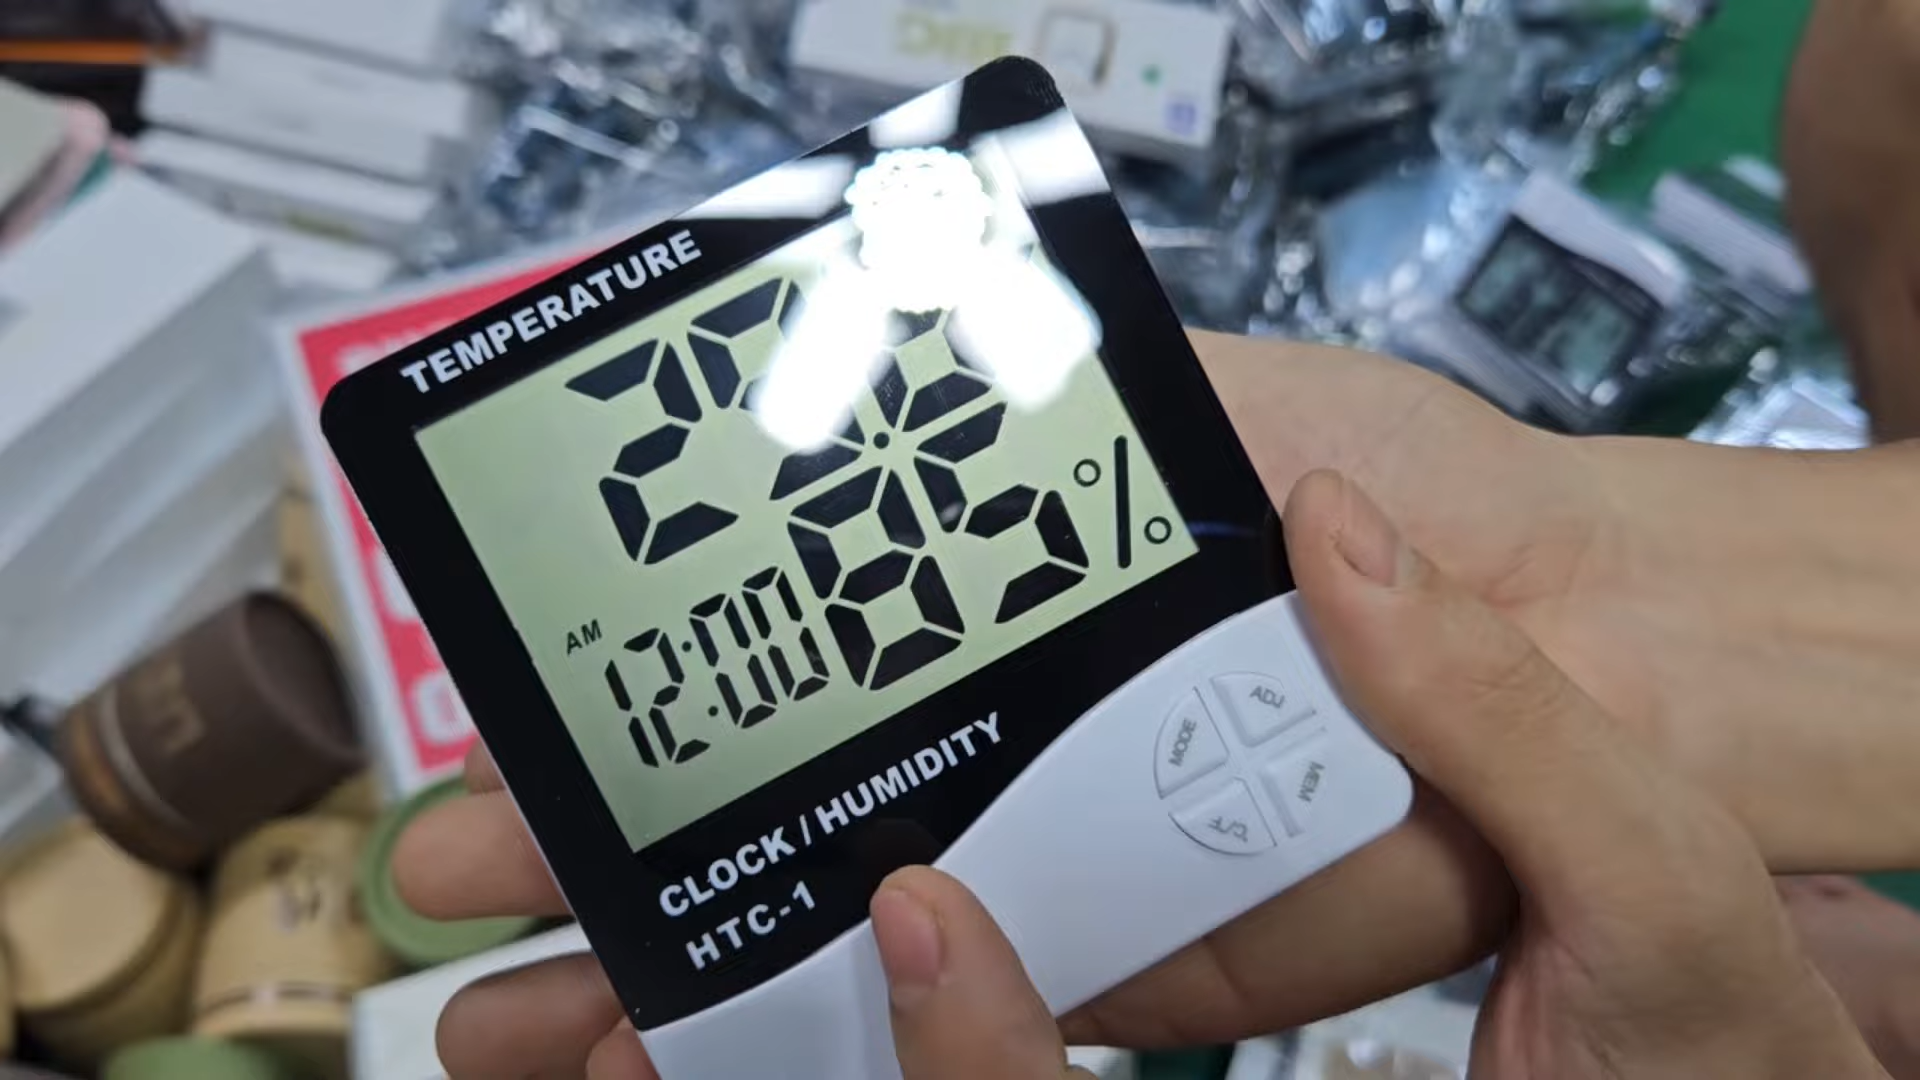 TEMPERATURE
85%
AM
12:00
CLOCK / HUMIDITY
HTC-1
MODE
ADJ
MEM
°C/°F